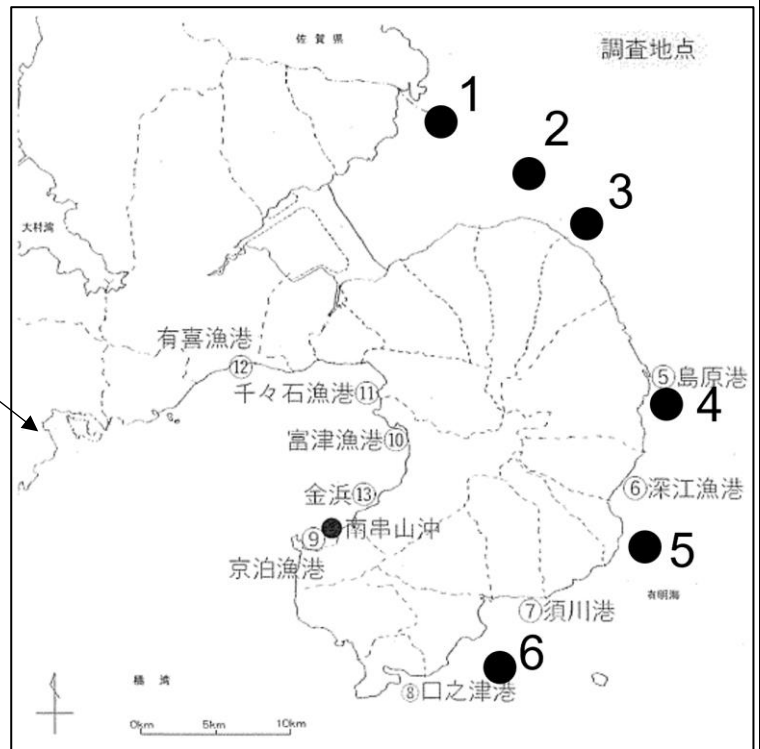 佐賀県
調査地点
1
2
3
大村湾
有喜漁港
⑫
千々石漁港⑪
⑤島原港
4
富津漁港⑩
金浜⑬
⑥深江漁港
南串山沖
⑨
京泊漁港
5
有明海
⑦須川港
6
橘湾
⑧口之津港
0km 5km 10km